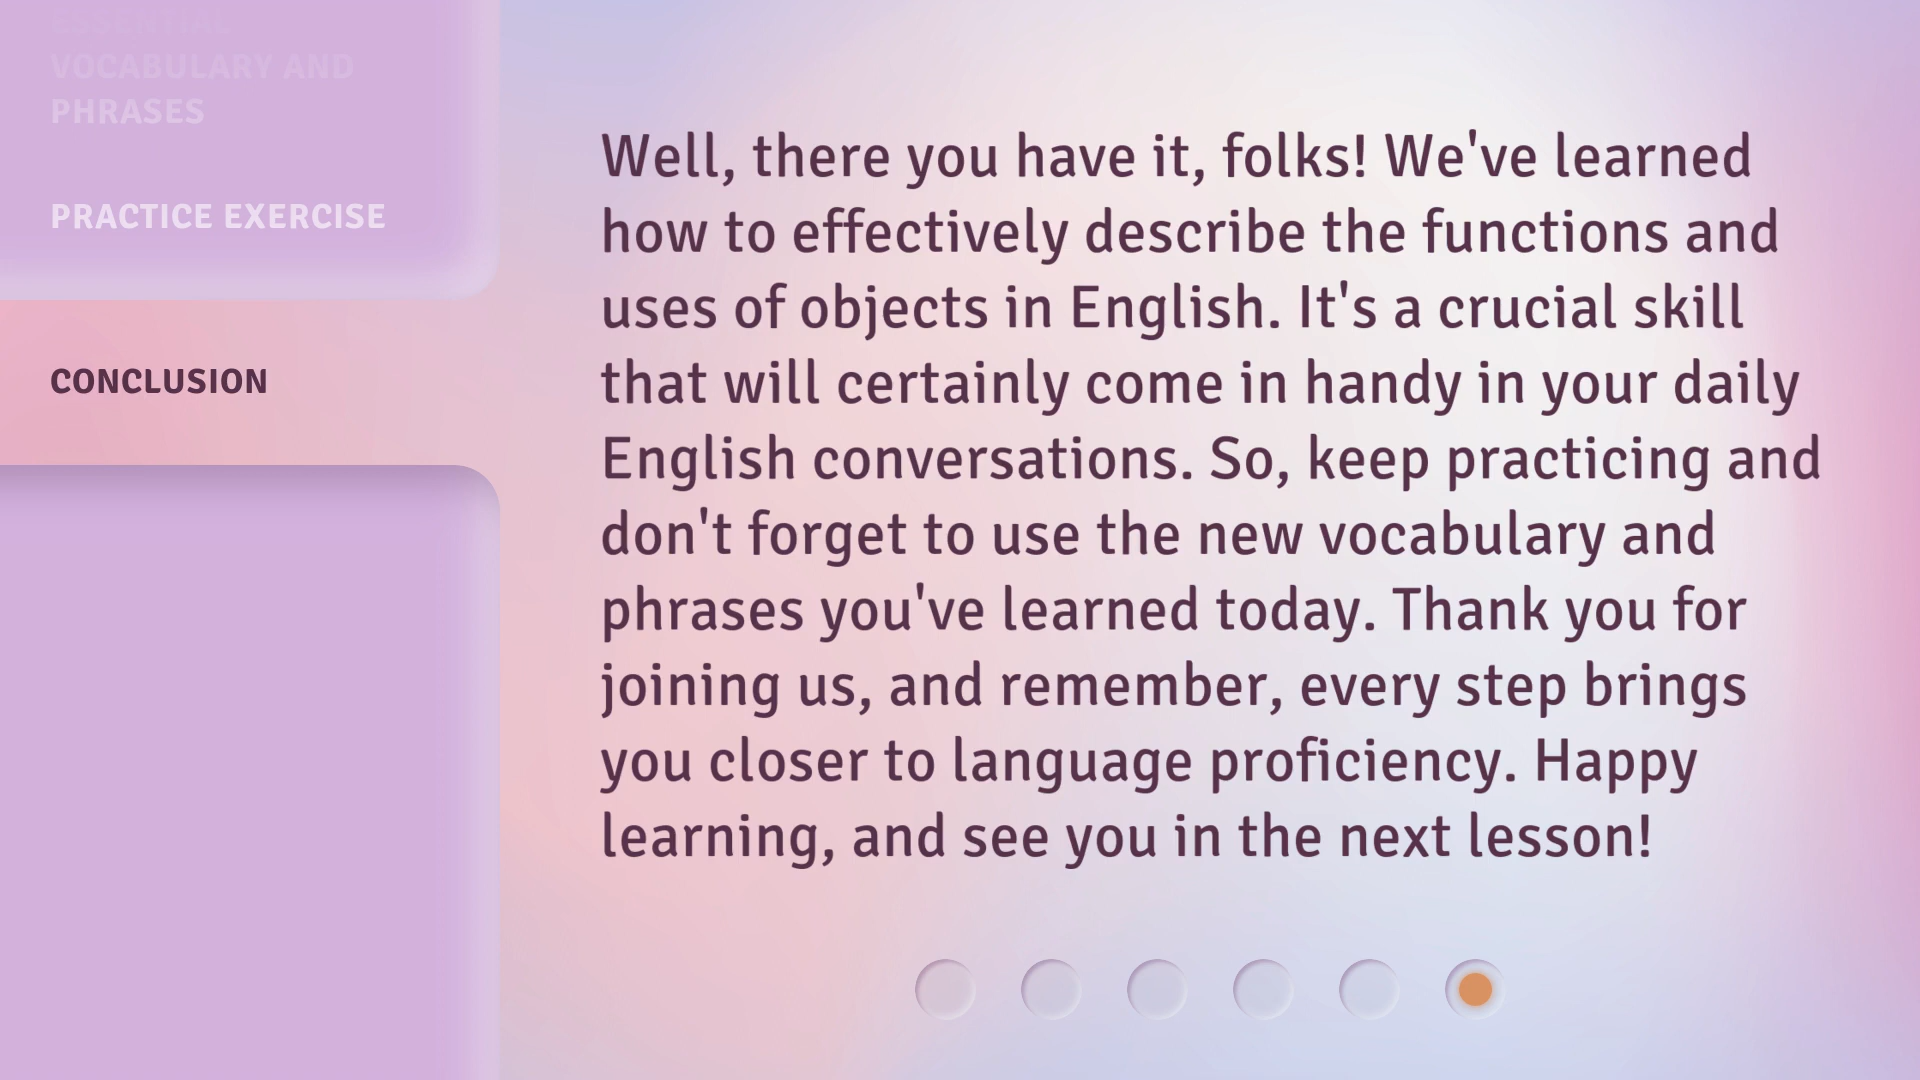 ESSENTIAL
VOCABULARY AND
PHRASES
PRACTICE EXERCISE
CONCLUSION
Well, there you have it, folks! We've learned
how to effectively describe the functions and
uses of objects in English. It's a crucial skill
that will certainly come in handy in your daily
English conversations. So, keep practicing and
don't forget to use the new vocabulary and
phrases you've learned today. Thank you for
joining us, and remember, every step brings
you closer to language proficiency. Happy
learning, and see you in the next lesson!